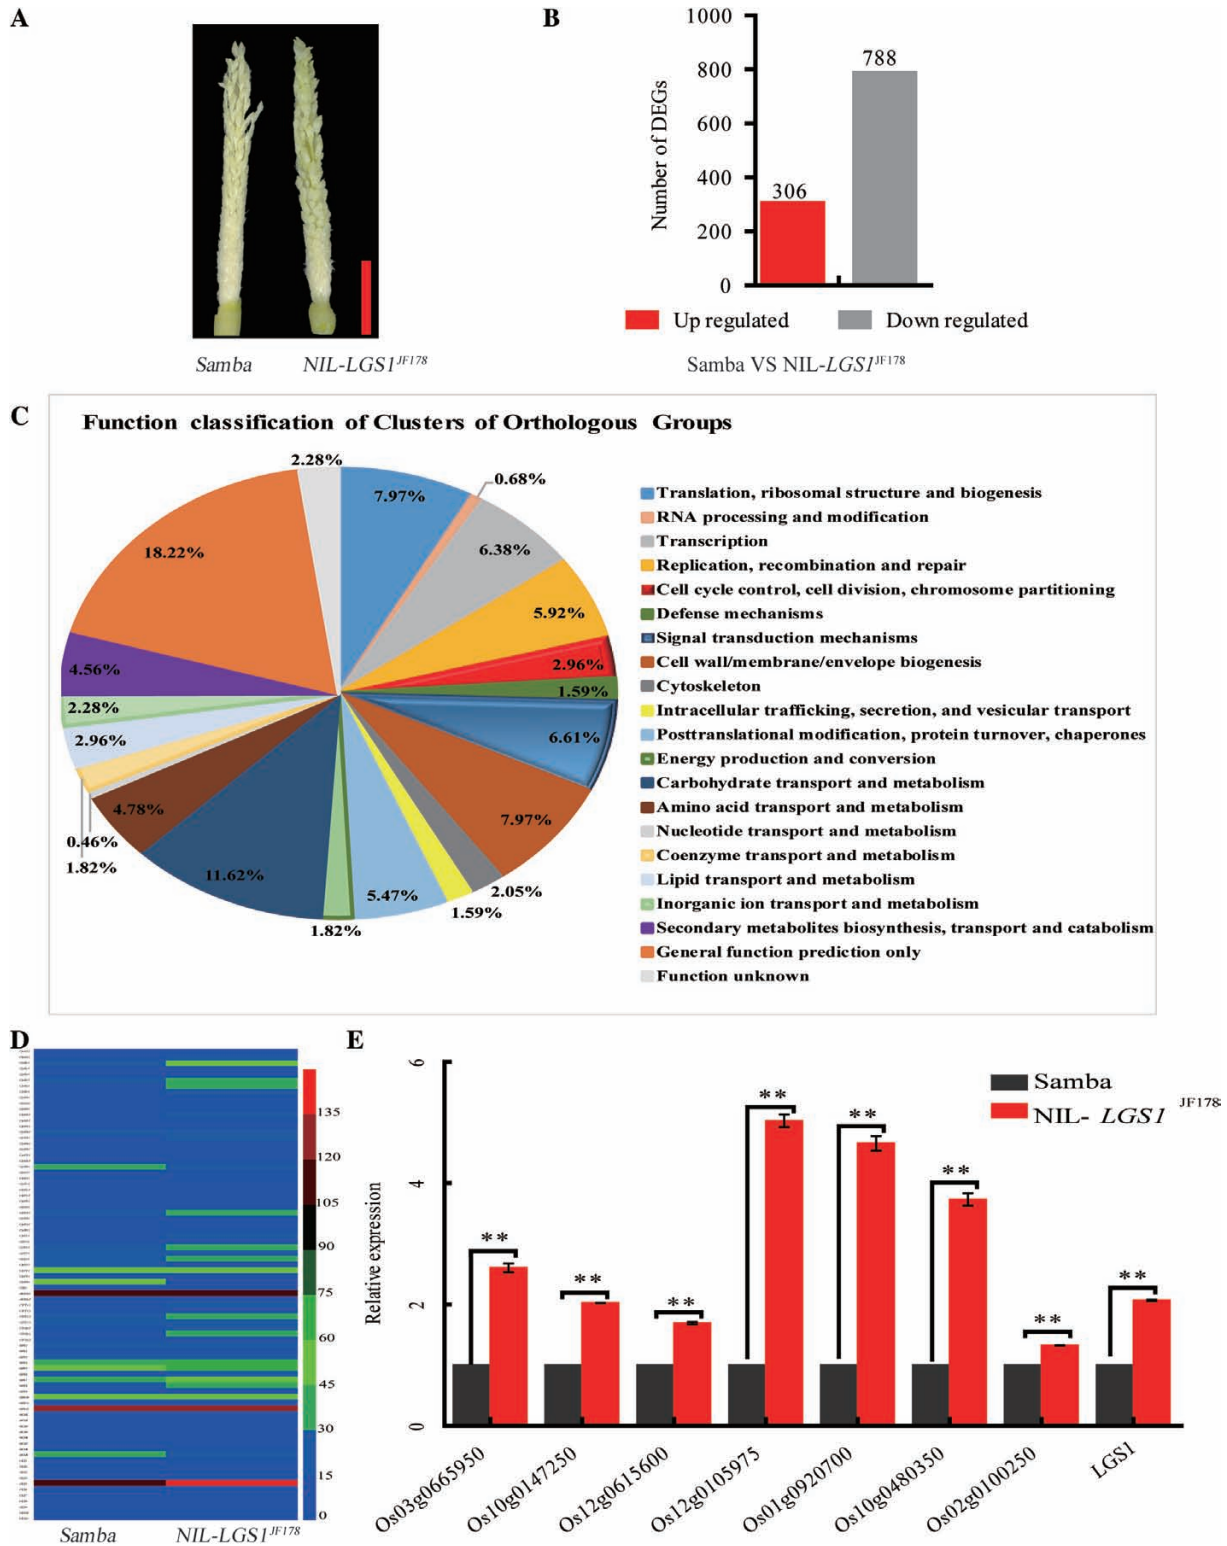 A
Samba NIL-LGS1JF178
B
1000
800
600
400
200
0
Number of DEGs
306
788
Up regulated Down regulated
Samba VS NIL-LGS1JF178
C
Function classification of Clusters of Orthologous Groups
2.28%
7.97%
0.68%
6.38%
5.92%
2.96%
1.59%
6.61%
7.97%
2.05%
1.59%
5.47%
1.82%
11.62%
4.78%
0.46%
1.82%
2.96%
2.28%
4.56%
18.22%
Translation, ribosomal structure and biogenesis
RNA processing and modification
Transcription
Replication, recombination and repair
Cell cycle control, cell division, chromosome partitioning
Defense mechanisms
Signal transduction mechanisms
Cell wall/membrane/envelope biogenesis
Cytoskeleton
Intracellular trafficking, secretion, and vesicular transport
Posttranslational modification, protein turnover, chaperones
Energy production and conversion
Carbohydrate transport and metabolism
Amino acid transport and metabolism
Nucleotide transport and metabolism
Coenzyme transport and metabolism
Lipid transport and metabolism
Inorganic ion transport and metabolism
Secondary metabolites biosynthesis, transport and catabolism
General function prediction only
Function unknown
D
135
120
105
90
75
60
45
30
15
0
Samba NIL-LGS1JF178
E
6
4
2
0
Relative expression
Samba
NIL- LGS1 JF178
**
**
**
**
**
**
**
**
Os03g0665950
Os10g0147250
Os12g0615600
Os12g0105975
Os01g0920700
Os10g0480350
Os02g0100250
LGS1